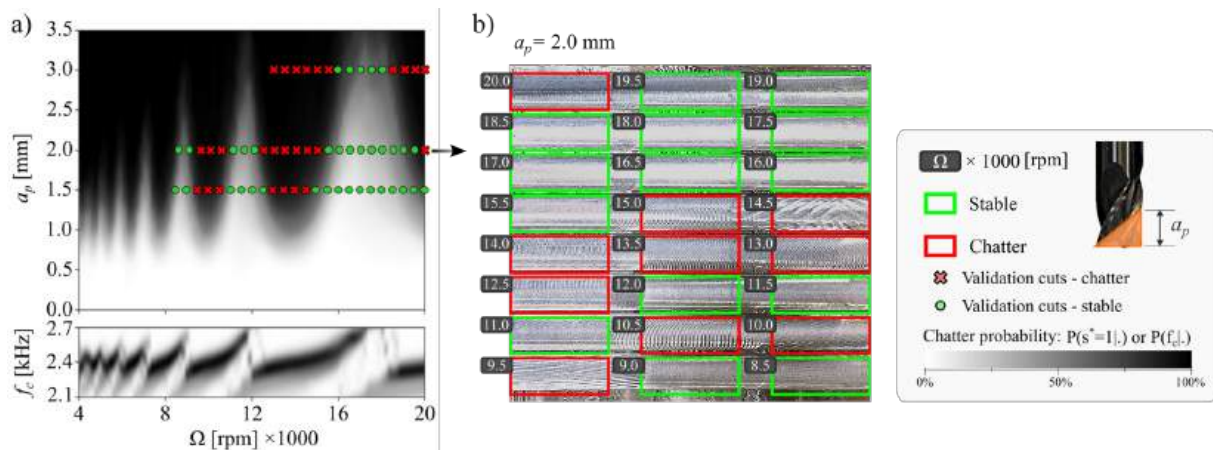 a)
3.5
3.0
2.5
2.0
1.5
1.0
0.5
0.0
a_p [mm]
2.7
2.4
2.1
f_c [kHz]
4 8 12 16 20
Ω [rpm] ×1000
b)
a_p = 2.0 mm
20.0 19.5 19.0
18.5 18.0 17.5
17.0 16.5 16.0
15.5 15.0 14.5
14.0 13.5 13.0
12.5 12.0 11.5
11.0 10.5 10.0
9.5 9.0 8.5
Ω × 1000 [rpm]
Stable
Chatter
a_p
Validation cuts - chatter
Validation cuts - stable
Chatter probability: P(s*=1|.) or P(f_c|.)
0% 50% 100%